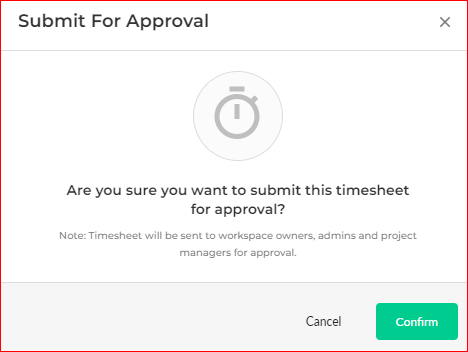 Submit For Approval
Are you sure you want to submit this timesheet
for approval?
Note: Timesheet will be sent to workspace owners, admins and project
managers for approval.
Cancel
Confirm